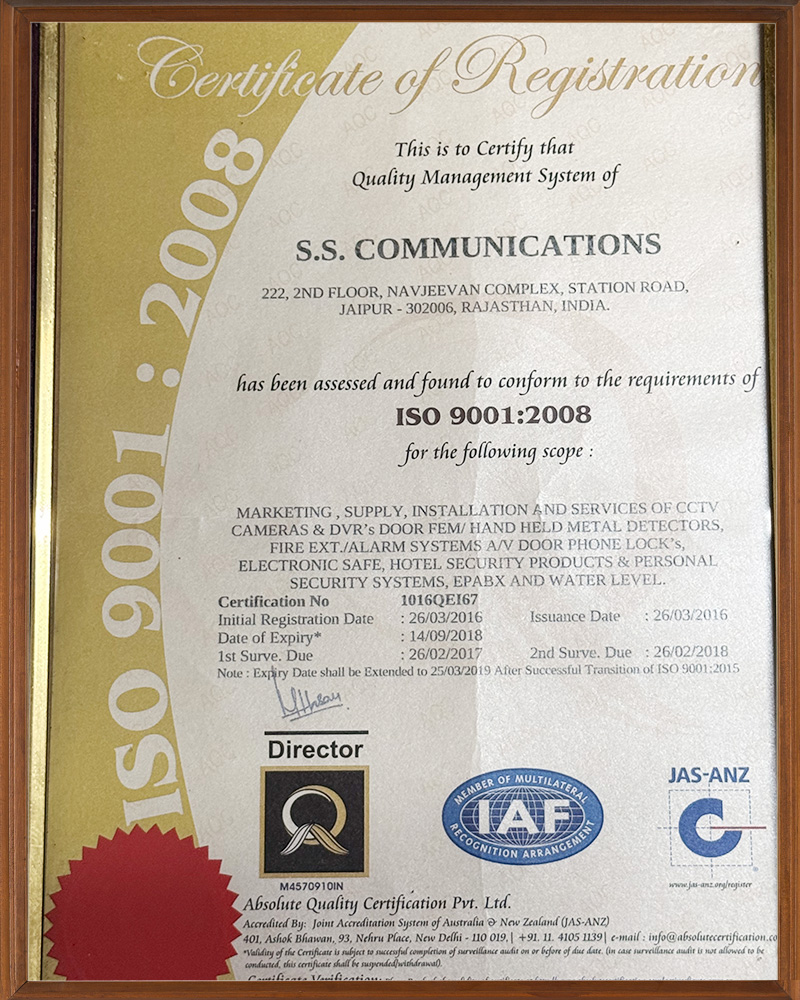 Certificate of Registration
ISO 9001 : 2008
This is to Certify that
Quality Management System of
S.S. COMMUNICATIONS
222, 2ND FLOOR, NAVJEEVAN COMPLEX, STATION ROAD,
JAIPUR - 302006, RAJASTHAN, INDIA.
has been assessed and found to conform to the requirements of
ISO 9001:2008
for the following scope :
MARKETING , SUPPLY, INSTALLATION AND SERVICES OF CCTV
CAMERAS & DVR's DOOR FEM/ HAND HELD METAL DETECTORS,
FIRE EXT./ALARM SYSTEMS A/V DOOR PHONE LOCK's,
ELECTRONIC SAFE, HOTEL SECURITY PRODUCTS & PERSONAL
SECURITY SYSTEMS, EPABX AND WATER LEVEL.
Certification No 1016QEI67
Initial Registration Date : 26/03/2016 Issuance Date : 26/03/2016
Date of Expiry* : 14/09/2018
1st Surve. Due : 26/02/2017 2nd Surve. Due : 26/02/2018
Note : Expiry Date shall be Extended to 25/03/2019 After Successful Transition of ISO 9001:2015
Director
MEMBER OF MULTILATERAL
IAF
RECOGNITION ARRANGEMENT
JAS-ANZ
www.jas-anz.org/register
M4570910IN
Absolute Quality Certification Pvt. Ltd.
Accredited By: Joint Accreditation System of Australia & New Zealand (JAS-ANZ)
401, Ashok Bhawan, 93, Nehru Place, New Delhi - 110 019,| +91. 11. 4105 1139| e-mail : info@absolutecertification.co
*Validity of the Certificate is subject to succesful completion of surveillance audit on or before of due date. (in case surveillance audit is not allowed to be
conducted, this certificate shall be suspended/withdrawal).
Certificate Verification: